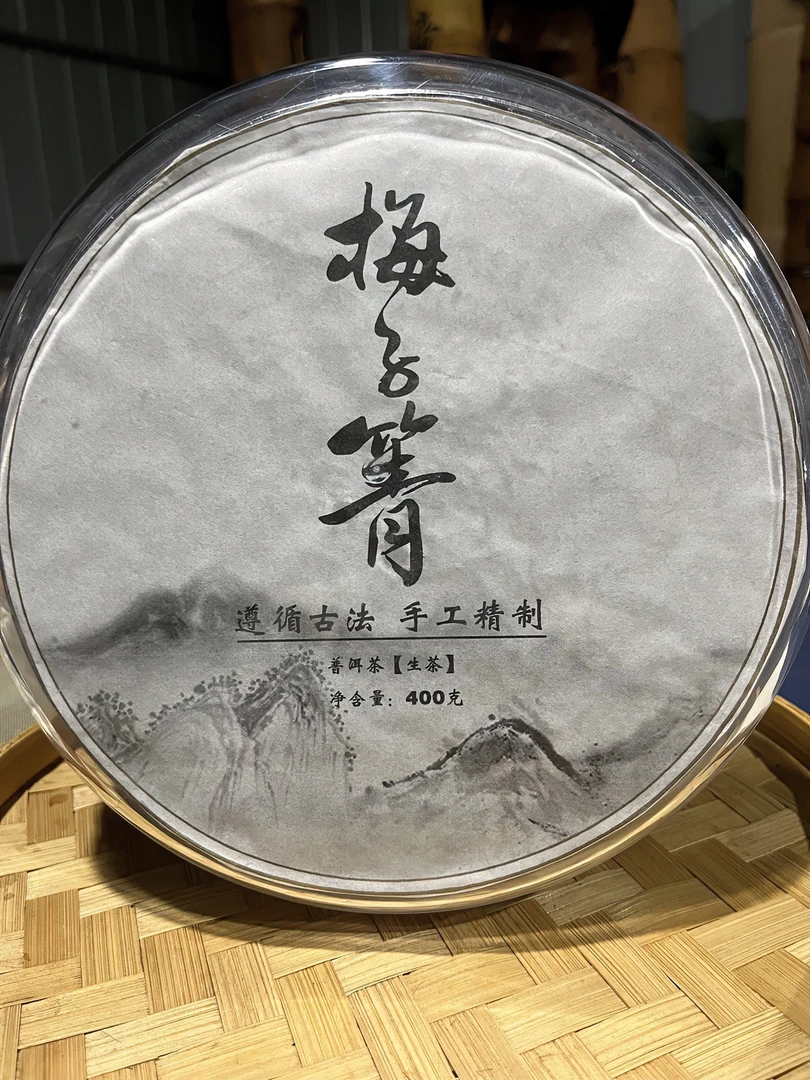 梅子箐
遵循古法 手工精制
普洱茶【生茶】
净含量：400克